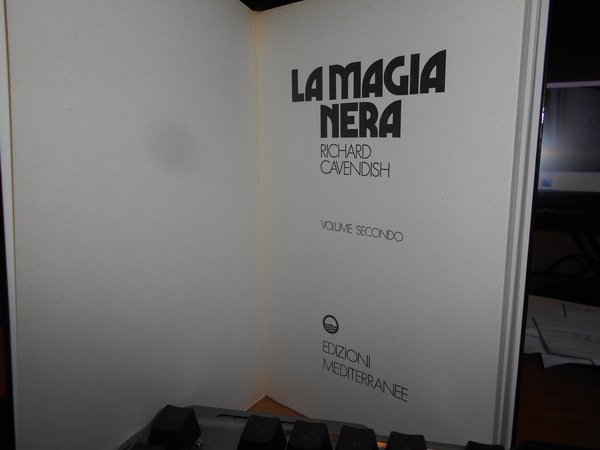 LA MAGIA
NERA
RICHARD
CAVENDISH
VOLUME SECONDO
EDIZIONI
MEDITERRANEE